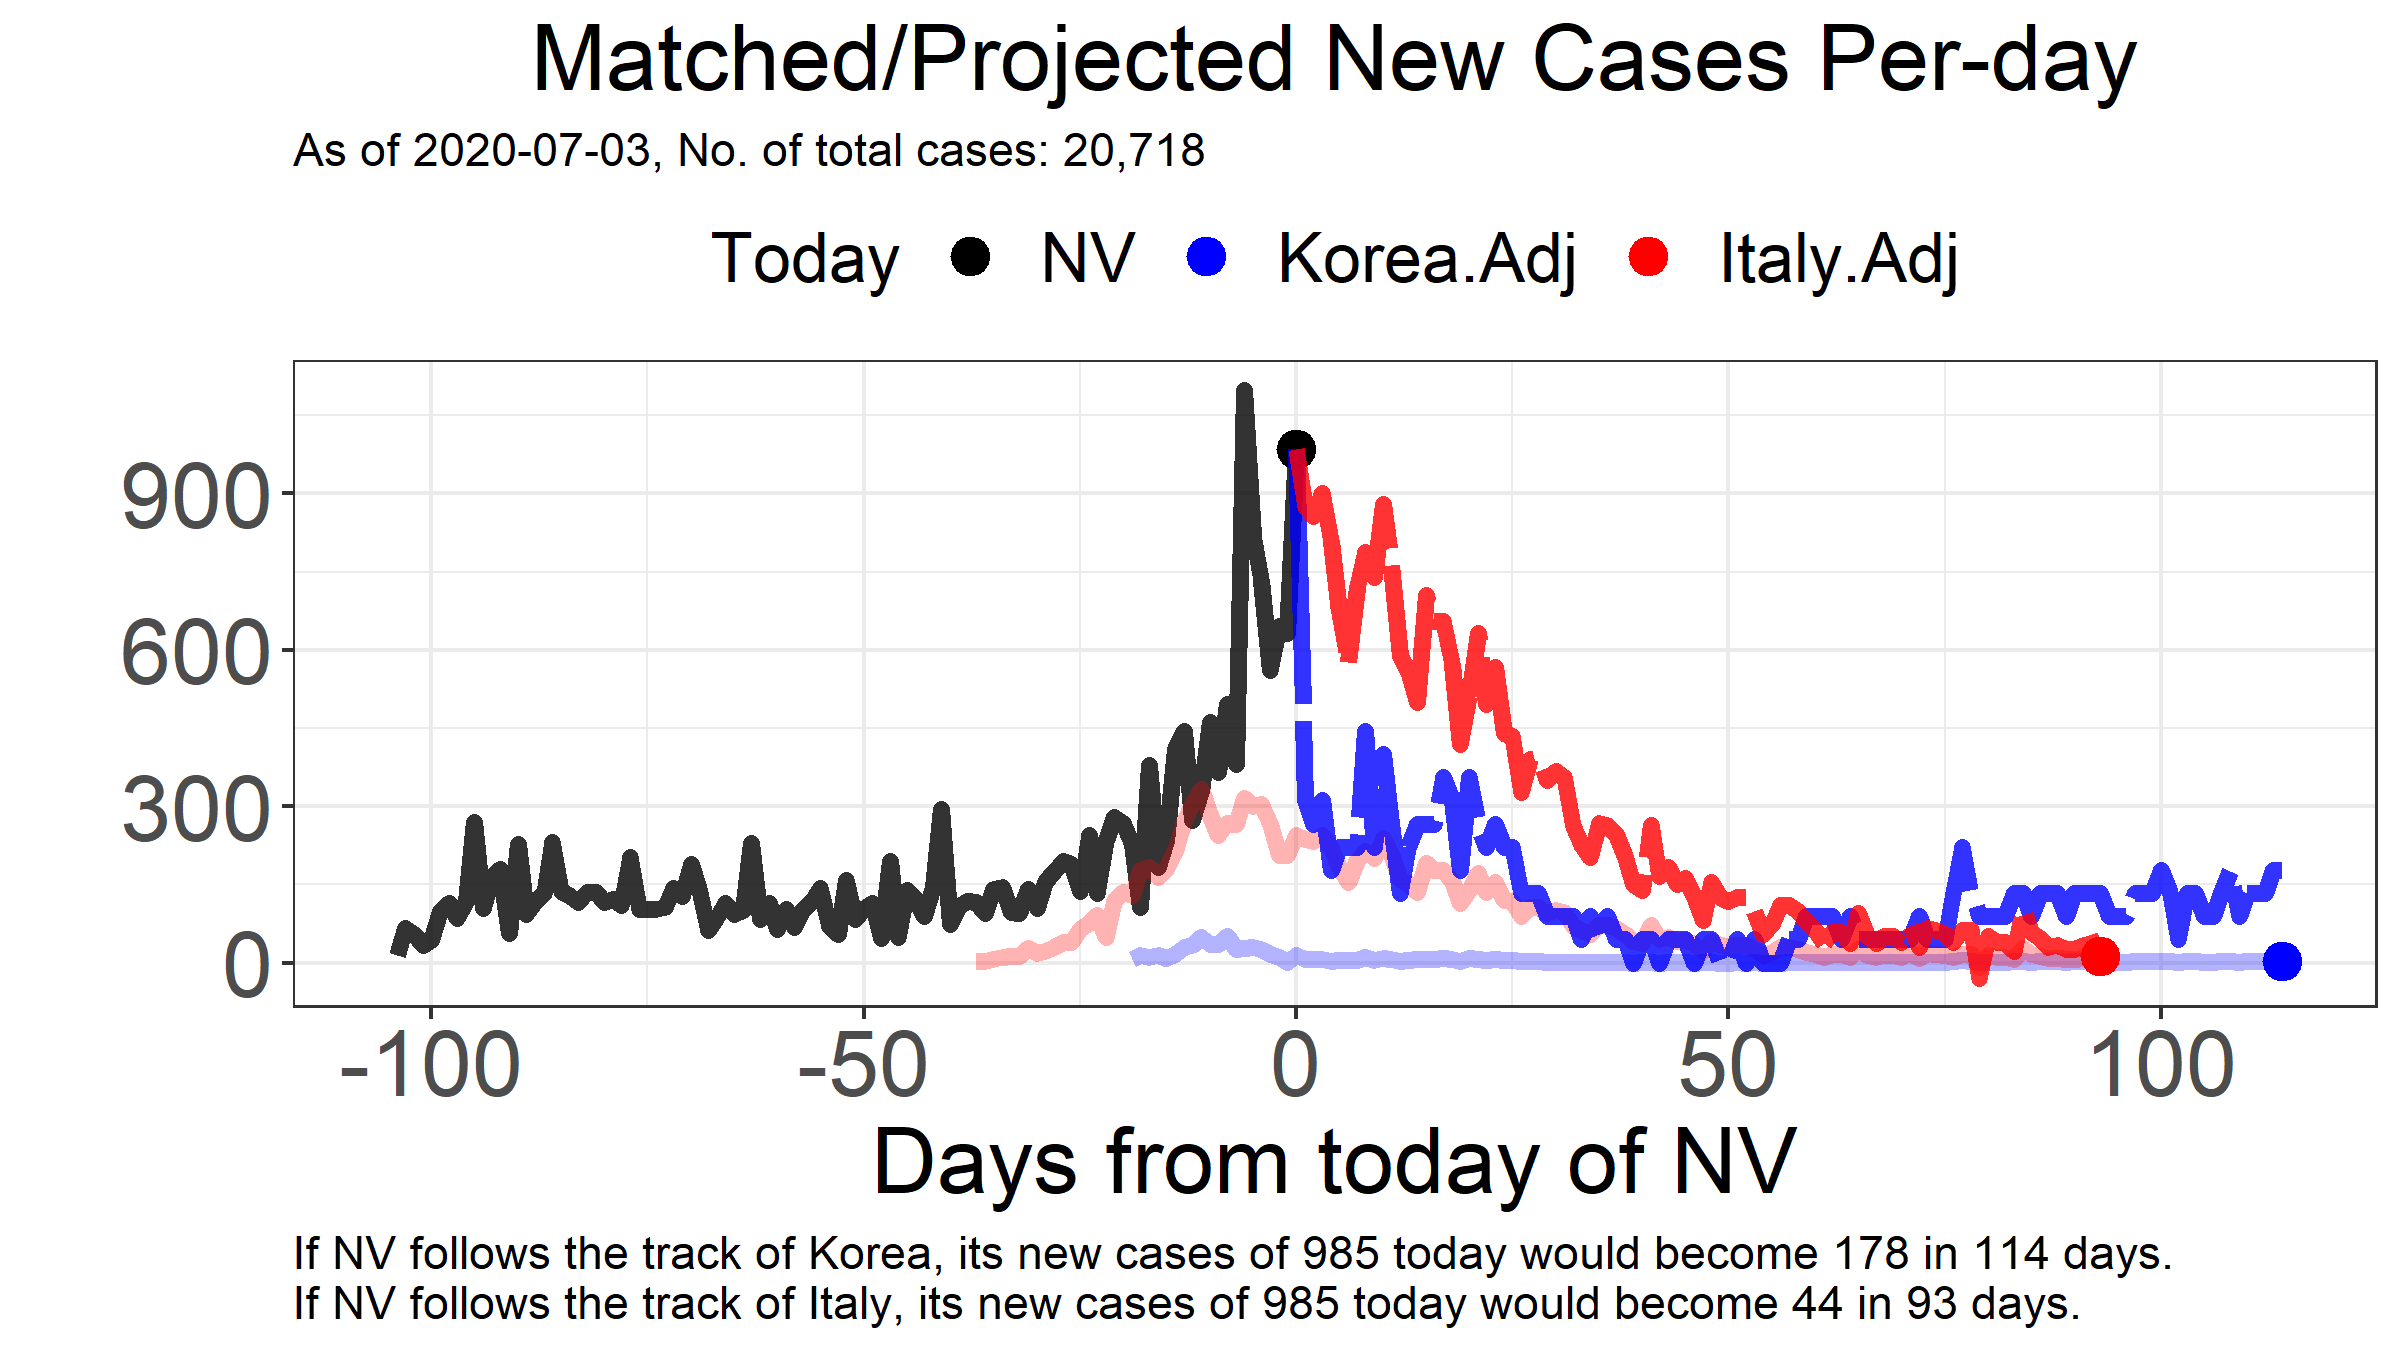 Matched/Projected New Cases Per-day
As of 2020-07-03, No. of total cases: 20,718
Today NV Korea.Adj Italy.Adj
900
600
300
0
-100 -50 0 50 100
Days from today of NV
If NV follows the track of Korea, its new cases of 985 today would become 178 in 114 days.
If NV follows the track of Italy, its new cases of 985 today would become 44 in 93 days.